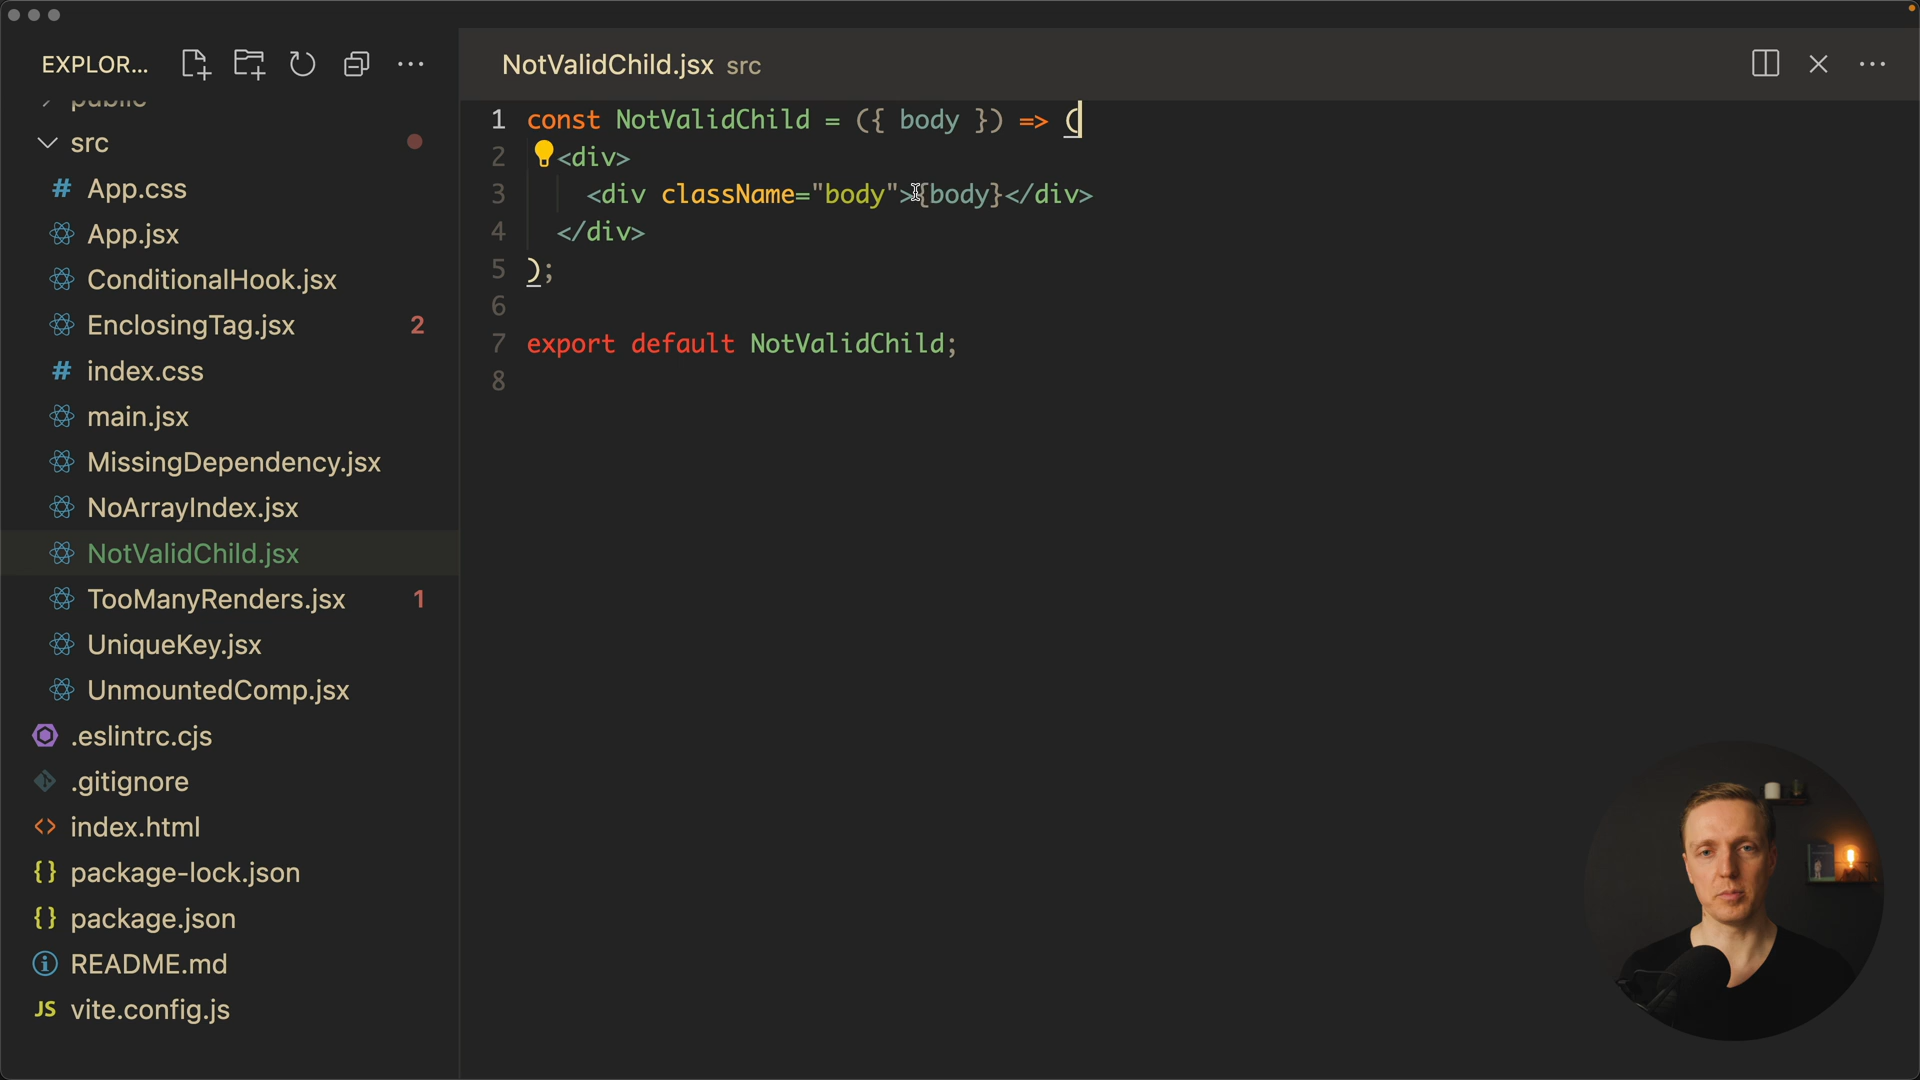 EXPLOR...
public
src
App.css
App.jsx
ConditionalHook.jsx
EnclosingTag.jsx 2
index.css
main.jsx
MissingDependency.jsx
NoArrayIndex.jsx
NotValidChild.jsx
TooManyRenders.jsx 1
UniqueKey.jsx
UnmountedComp.jsx
.eslintrc.cjs
.gitignore
index.html
package-lock.json
package.json
README.md
JS vite.config.js
NotValidChild.jsx src
1 const NotValidChild = ({ body }) => (
2 <div>
3 <div className="body">{body}</div>
4 </div>
5 );
6
7 export default NotValidChild;
8